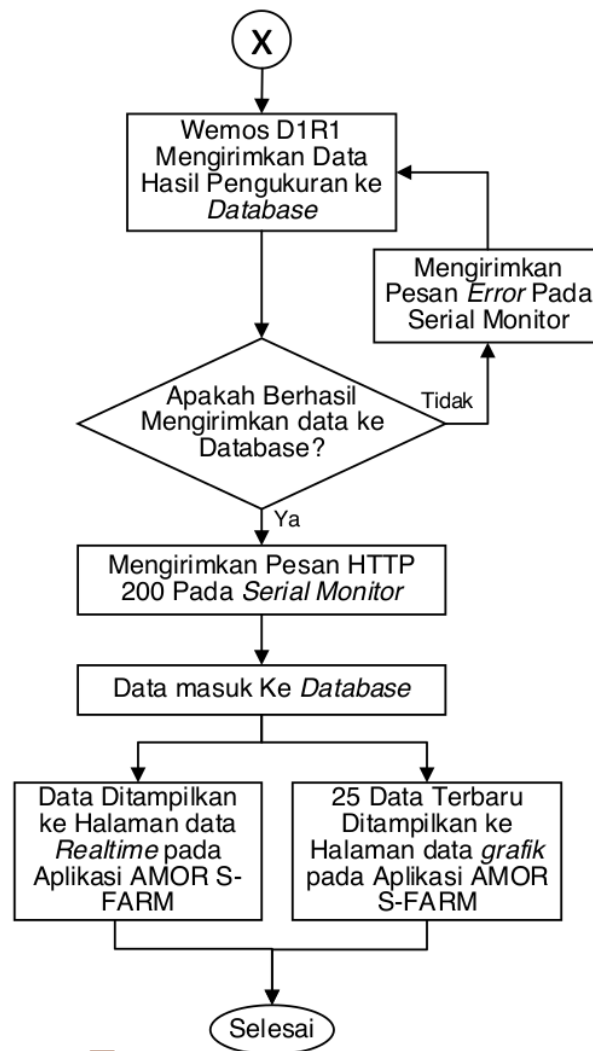 X
Wemos D1R1
Mengirimkan Data
Hasil Pengukuran ke
Database
Mengirimkan
Pesan Error Pada
Serial Monitor
Apakah Berhasil
Mengirimkan data ke
Database?
Tidak
Ya
Mengirimkan Pesan HTTP
200 Pada Serial Monitor
Data masuk Ke Database
Data Ditampilkan
ke Halaman data
Realtime pada
Aplikasi AMOR S-
FARM
25 Data Terbaru
Ditampilkan ke
Halaman data grafik
pada Aplikasi AMOR
S-FARM
Selesai